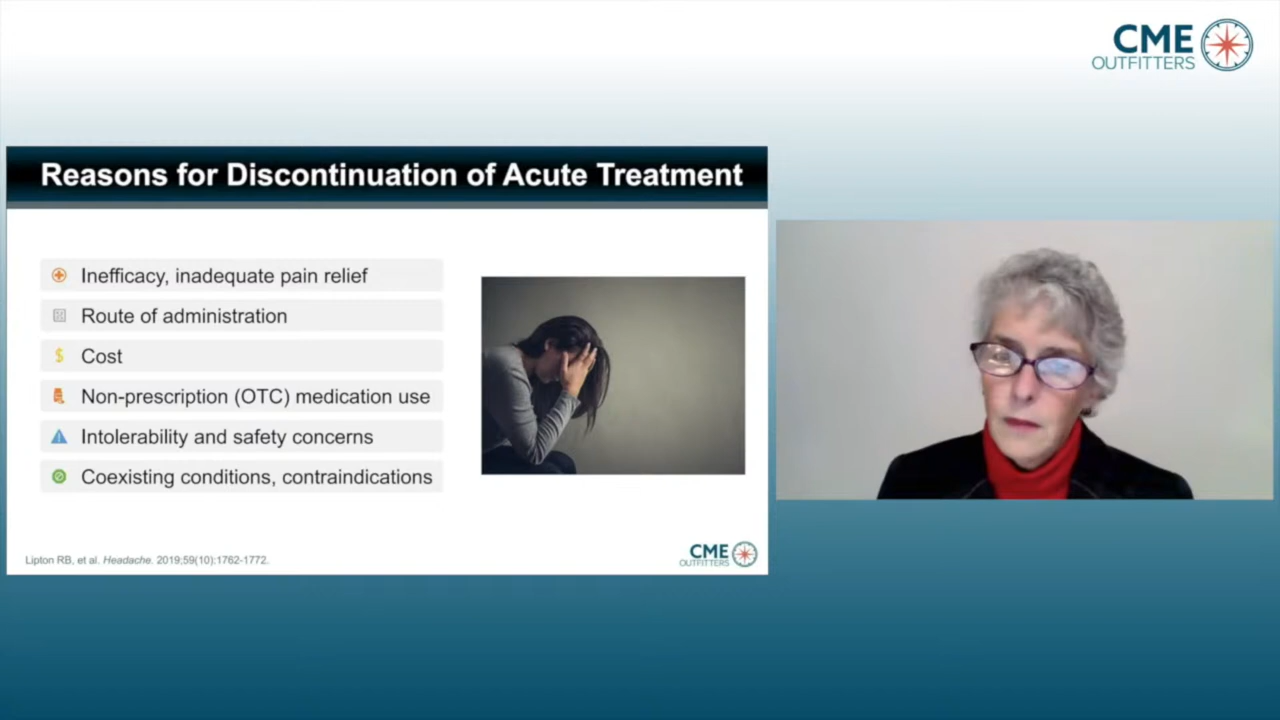 CME
OUTFITTERS
Reasons for Discontinuation of Acute Treatment
Inefficacy, inadequate pain relief
Route of administration
$ Cost
Non-prescription (OTC) medication use
Intolerability and safety concerns
Coexisting conditions, contraindications
Lipton RB, et al. Headache. 2019;59(10):1762-1772.
CME
OUTFITTERS